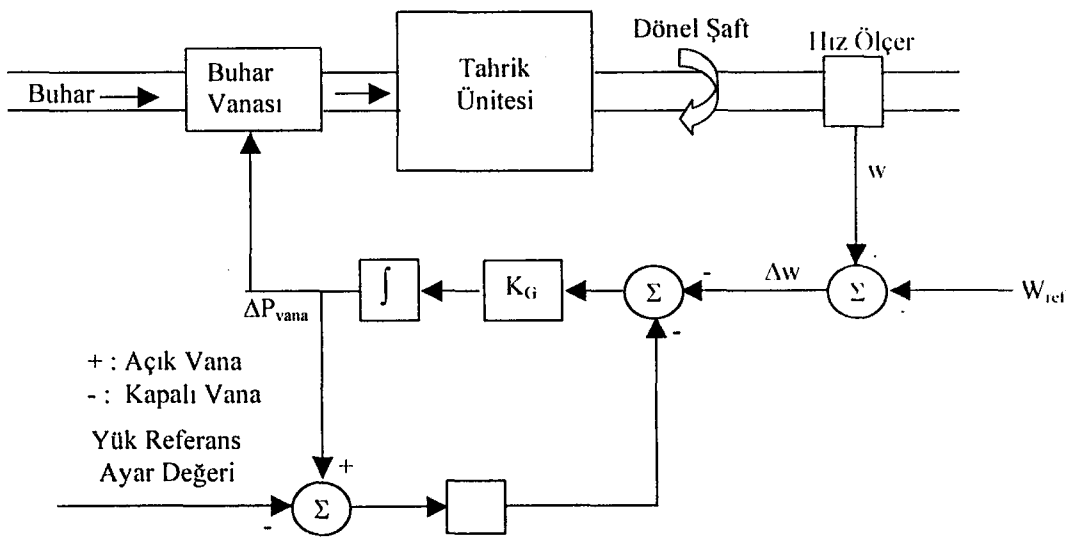 Dönel Şaft
Hız Ölçer
Buhar
Buhar
Vanası
Tahrik
Ünitesi
w
∫
K_G
Σ
-
Δw
Σ
-
W_ref
ΔP_vana
-
+ : Açık Vana
- : Kapalı Vana
Yük Referans
Ayar Değeri
+
Σ
-